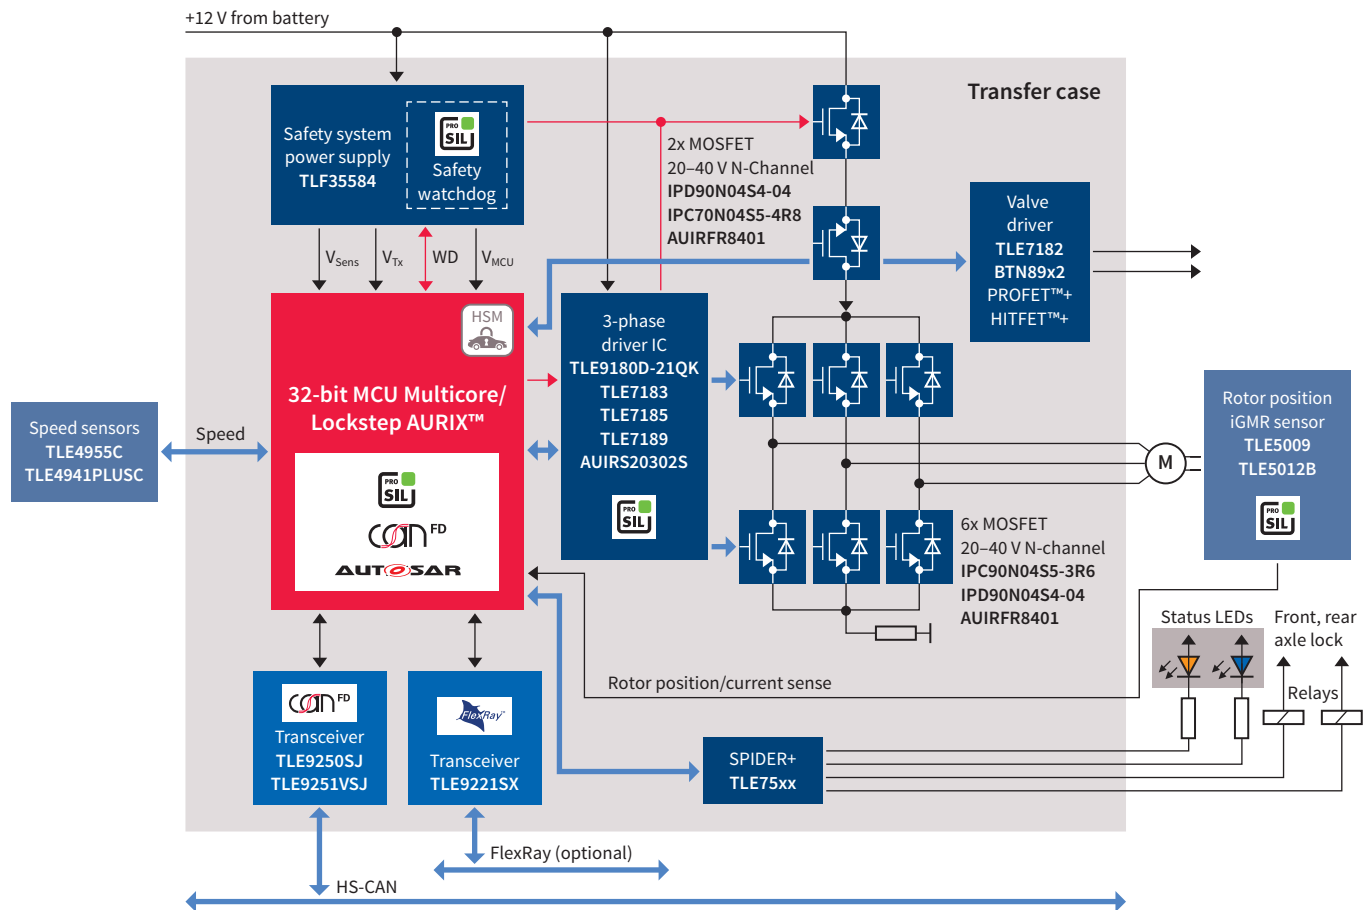 +12 V from battery
Transfer case
Safety system
power supply
TLF35584
PRO
SIL
Safety
watchdog
2x MOSFET
20–40 V N-Channel
IPD90N04S4-04
IPC70N04S5-4R8
AUIRFR8401
Valve
driver
TLE7182
BTN89x2
PROFET™+
HITFET™+
VSens
VTx
WD
VMCU
HSM
32-bit MCU Multicore/
Lockstep AURIX™
PRO
SIL
CAN FD
AUTOSAR
3-phase
driver IC
TLE9180D-21QK
TLE7183
TLE7185
TLE7189
AUIRS20302S
PRO
SIL
Speed sensors
TLE4955C
TLE4941PLUSC
Speed
M
Rotor position
iGMR sensor
TLE5009
TLE5012B
PRO
SIL
6x MOSFET
20–40 V N-channel
IPC90N04S5-3R6
IPD90N04S4-04
AUIRFR8401
Status LEDs
Front, rear
axle lock
Relays
Rotor position/current sense
CAN FD
Transceiver
TLE9250SJ
TLE9251VSJ
FlexRay™
Transceiver
TLE9221SX
SPIDER+
TLE75xx
FlexRay (optional)
HS-CAN